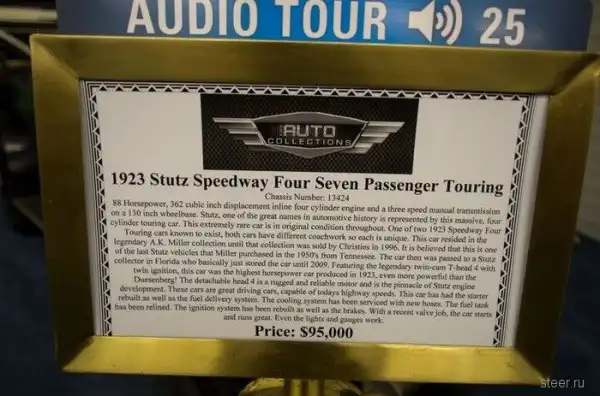 AUDIO TOUR 25
THE AUTO
COLLECTIONS
1923 Stutz Speedway Four Seven Passenger Touring
Chassis Number: 13424
88 Horsepower, 362 cubic inch displacement inline four cylinder engine and a three speed manual transmission
on a 130 inch wheelbase. Stutz, one of the great names in automotive history is represented by this massive, four
cylinder touring car. This extremely rare car is in original condition throughout. One of two 1923 Speedway Four
Touring cars known to exist, both cars have different coachwork so each is unique. This car resided in the
legendary A.K. Miller collection until that collection was sold by Christies in 1996. It is believed that this is one
of the last Stutz vehicles that Miller purchased in the 1950's from Tennessee. The car then was passed to a Stutz
collector in Florida who basically just stored the car until 2009. Featuring the legendary twin-cam T-head 4 with
twin ignition, this car was the highest horsepower car produced in 1923, even more powerful than the
Duesenberg! The detachable head 4 is a rugged and reliable motor and is the pinnacle of Stutz engine
development. These cars are great driving cars, capable of todays highway speeds. This car has had the starter
rebuilt as well as the fuel delivery system. The cooling system has been serviced with new hoses. The fuel tank
has been relined. The ignition system has been rebuilt as well as the brakes. With a recent valve job, the car starts
and runs great. Even the lights and gauges work.
Price: $95,000
steer.ru